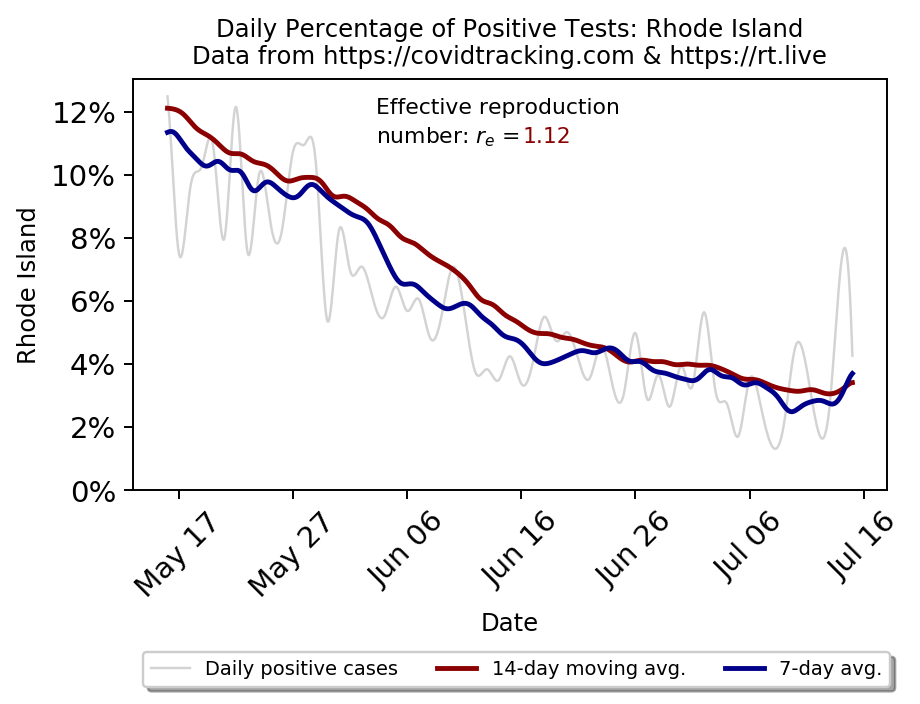 Daily Percentage of Positive Tests: Rhode Island
Data from https://covidtracking.com & https://rt.live
Effective reproduction
number: rₑ =1.12
Rhode Island
12%
10%
8%
6%
4%
2%
0%
May 17
May 27
Jun 06
Jun 16
Jun 26
Jul 06
Jul 16
Date
Daily positive cases
14-day moving avg.
7-day avg.